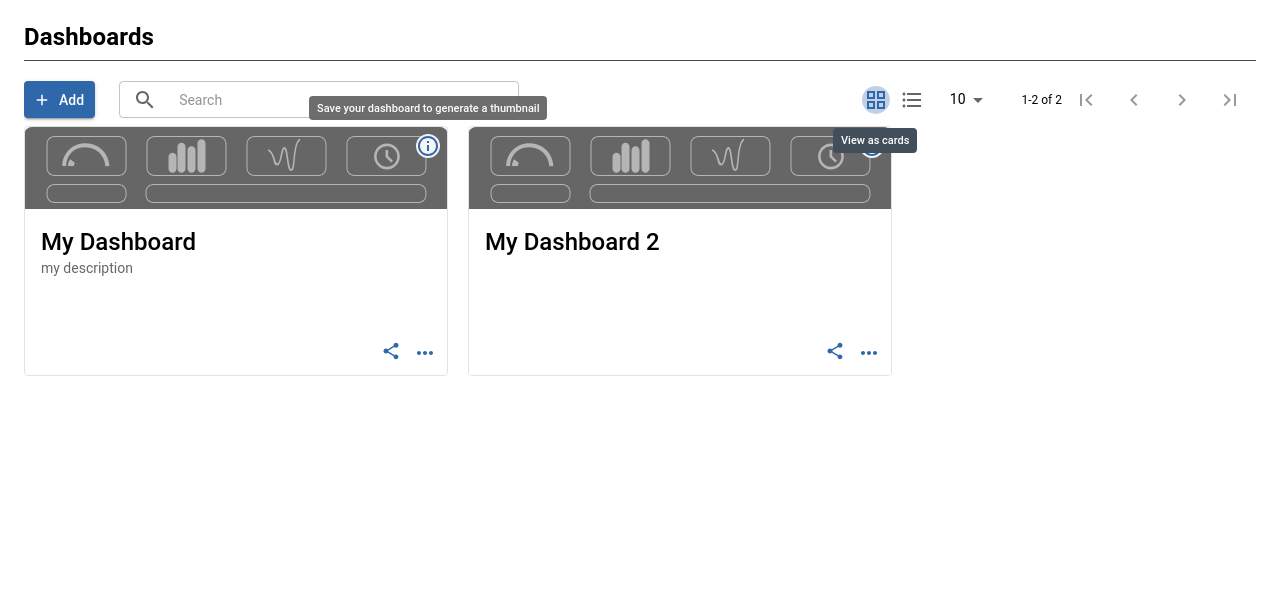 Dashboards
Add
Search
Save your dashboard to generate a thumbnail
10
1-2 of 2
View as cards
My Dashboard
my description
My Dashboard 2